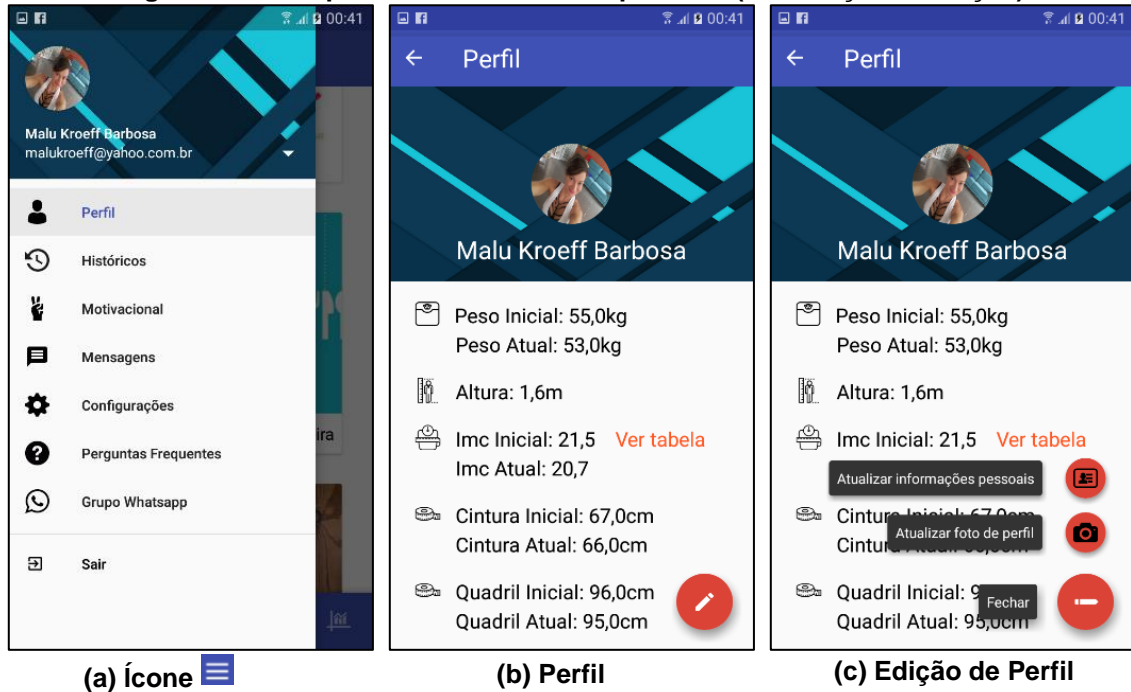 00:41
Malu Kroeff Barbosa
malukroeff@yahoo.com.br
Perfil
Históricos
Motivacional
Mensagens
Configurações
Perguntas Frequentes
Grupo Whatsapp
Sair
ira
(a) Ícone
00:41
Perfil
Malu Kroeff Barbosa
Peso Inicial: 55,0kg
Peso Atual: 53,0kg
Altura: 1,6m
Imc Inicial: 21,5 Ver tabela
Imc Atual: 20,7
Cintura Inicial: 67,0cm
Cintura Atual: 66,0cm
Quadril Inicial: 96,0cm
Quadril Atual: 95,0cm
(b) Perfil
00:41
Perfil
Malu Kroeff Barbosa
Peso Inicial: 55,0kg
Peso Atual: 53,0kg
Altura: 1,6m
Imc Inicial: 21,5 Ver tabela
Atualizar informações pessoais
Atualizar foto de perfil
Quadril Inicial: 9
Fechar
Quadril Atual: 95,0cm
(c) Edição de Perfil